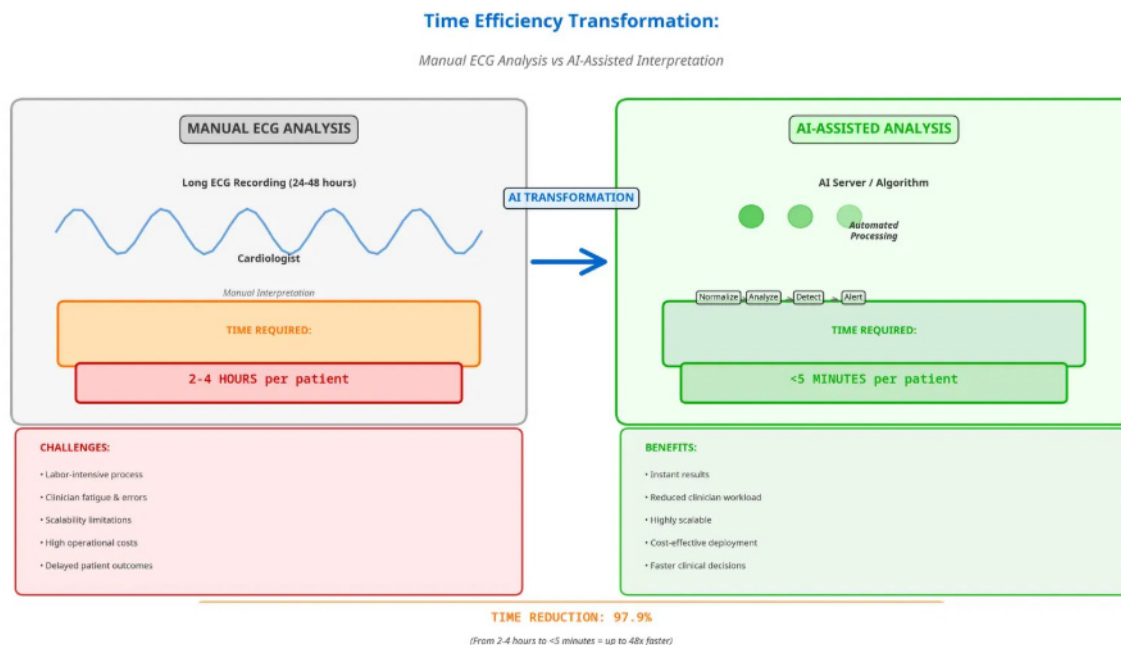 Time Efficiency Transformation:
Manual ECG Analysis vs AI-Assisted Interpretation
MANUAL ECG ANALYSIS
Long ECG Recording (24-48 hours)
Cardiologist
Manual Interpretation
TIME REQUIRED:
2-4 HOURS per patient
CHALLENGES:
• Labor-intensive process
• Clinician fatigue & errors
• Scalability limitations
• High operational costs
• Delayed patient outcomes
AI TRANSFORMATION
AI-ASSISTED ANALYSIS
AI Server / Algorithm
Automated
Processing
Normalize Analyze Detect Alert
TIME REQUIRED:
<5 MINUTES per patient
BENEFITS:
• Instant results
• Reduced clinician workload
• Highly scalable
• Cost-effective deployment
• Faster clinical decisions
TIME REDUCTION: 97.9%
(From 2-4 hours to <5 minutes = up to 48x faster)